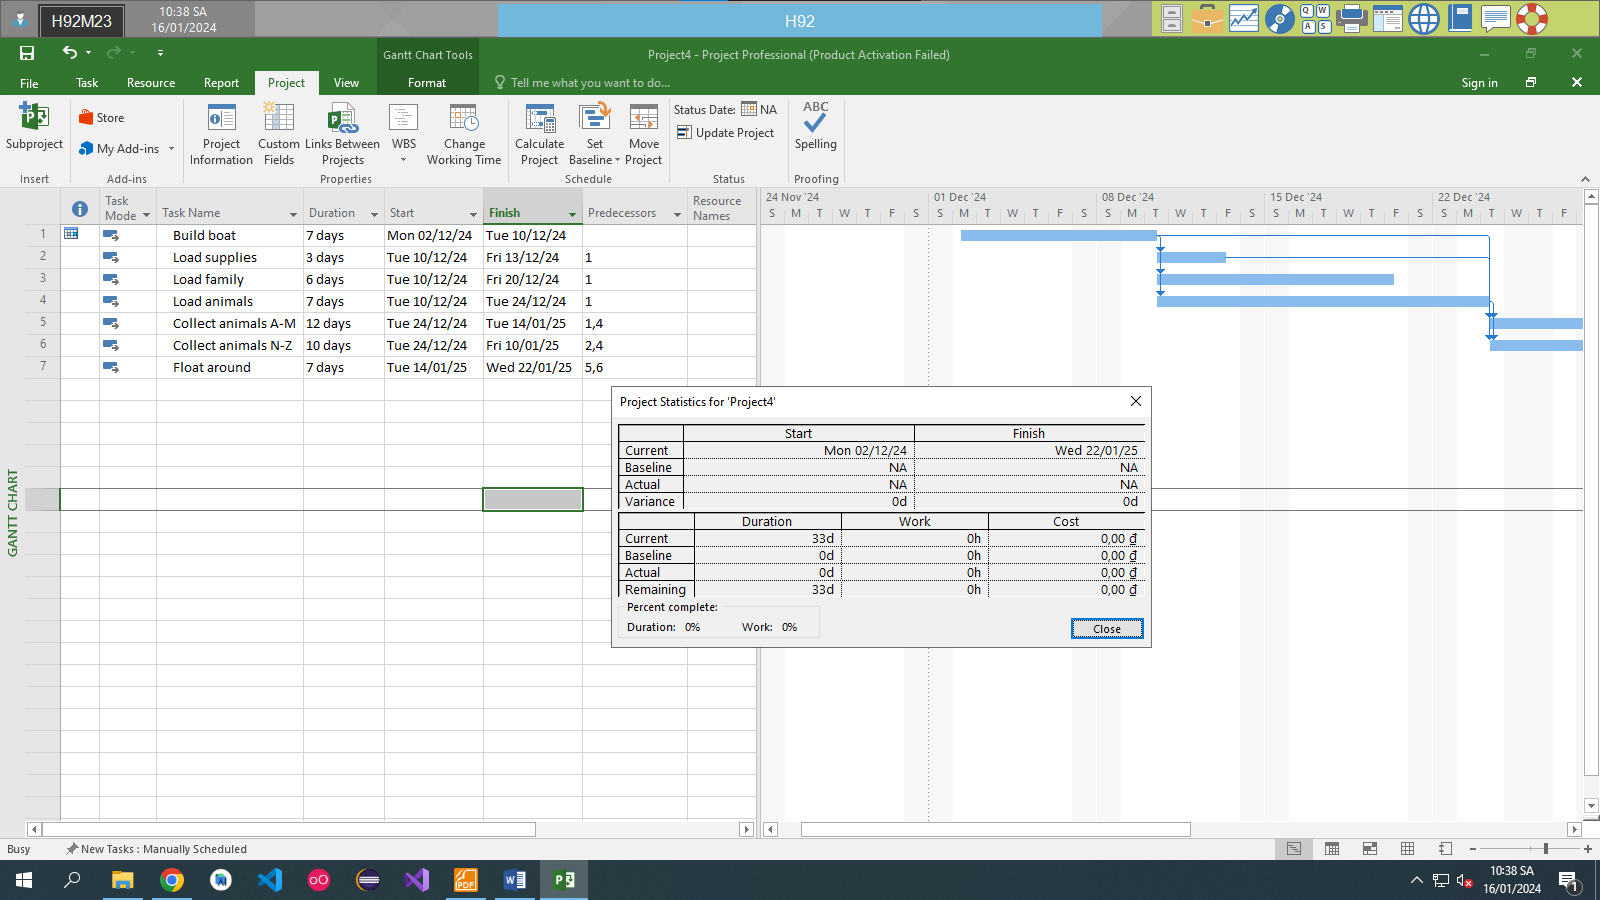 H92M23
10:38 SA
16/01/2024
H92
Q W
A S
Gantt Chart Tools
Project4 - Project Professional (Product Activation Failed)
File Task Resource Report Project View Format Tell me what you want to do... Sign in
Subproject
Store
My Add-ins
Project Information
Custom Fields
Links Between Projects
WBS
Change Working Time
Calculate Project
Set Baseline
Move Project
Status Date: NA
Update Project
ABC
Spelling
Insert Add-ins Properties Schedule Status Proofing
Task Mode Task Name Duration Start Finish Predecessors Resource Names
24 Nov '24 01 Dec '24 08 Dec '24 15 Dec '24 22 Dec '24
S M T W T F S S M T W T F S S M T W T F S S M T W T F S S M T W T F
1 Build boat 7 days Mon 02/12/24 Tue 10/12/24
2 Load supplies 3 days Tue 10/12/24 Fri 13/12/24 1
3 Load family 6 days Tue 10/12/24 Fri 20/12/24 1
4 Load animals 7 days Tue 10/12/24 Tue 24/12/24 1
5 Collect animals A-M 12 days Tue 24/12/24 Tue 14/01/25 1,4
6 Collect animals N-Z 10 days Tue 24/12/24 Fri 10/01/25 2,4
7 Float around 7 days Tue 14/01/25 Wed 22/01/25 5,6
GANTT CHART
Project Statistics for 'Project4'
Start Finish
Current Mon 02/12/24 Wed 22/01/25
Baseline NA NA
Actual NA NA
Variance 0d 0d
Duration Work Cost
Current 33d 0h 0,00 ₫
Baseline 0d 0h 0,00 ₫
Actual 0d 0h 0,00 ₫
Remaining 33d 0h 0,00 ₫
Percent complete:
Duration: 0% Work: 0%
Close
Busy New Tasks : Manually Scheduled
PDF
10:38 SA
16/01/2024
1